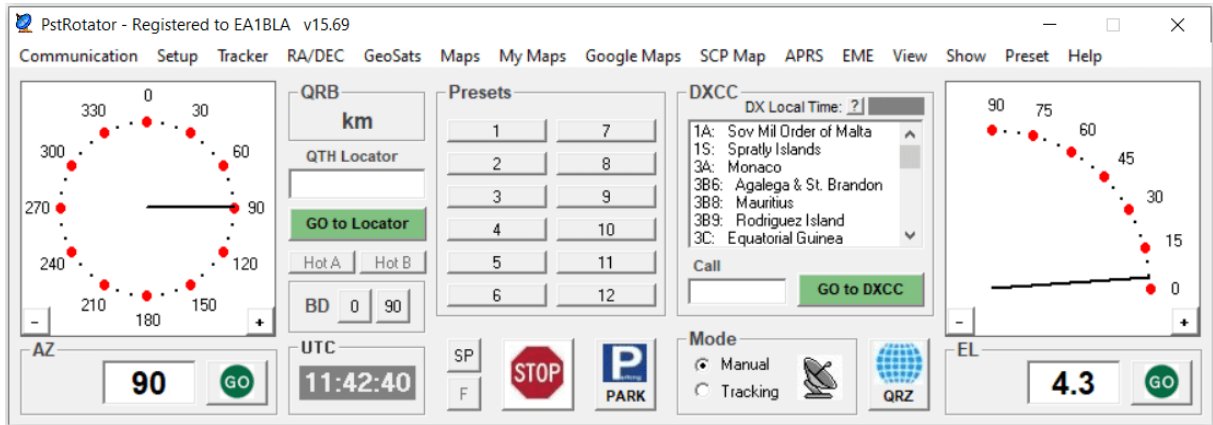 PstRotator - Registered to EA1BLA v15.69
Communication Setup Tracker RA/DEC GeoSats Maps My Maps Google Maps SCP Map APRS EME View Show Preset Help
0
30
60
90
120
150
180
210
240
270
300
330
-
+
AZ
90
GO
QRB
km
QTH Locator
GO to Locator
Hot A Hot B
BD 0 90
UTC
11:42:40
Presets
1 7
2 8
3 9
4 10
5 11
6 12
SP
F
STOP
P
PARK
DXCC
DX Local Time: ?
1A: Sov Mil Order of Malta
1S: Spratly Islands
3A: Monaco
3B6: Agalega & St. Brandon
3B8: Mauritius
3B9: Rodriguez Island
3C: Equatorial Guinea
Call
GO to DXCC
Mode
Manual
Tracking
QRZ
90
75
60
45
30
15
0
-
+
EL
4.3
GO